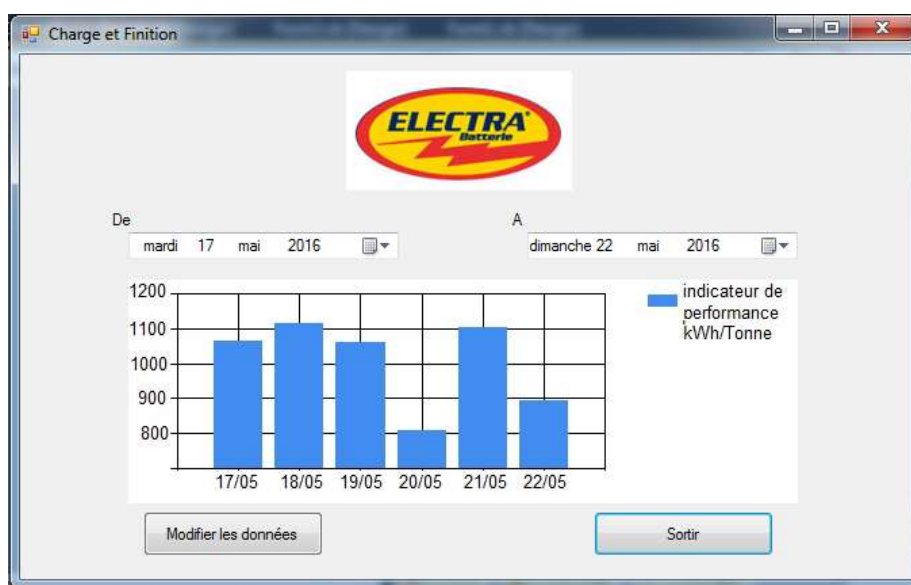 Charge et Finition
ELECTRA
Batterie
De
A
mardi 17 mai 2016
dimanche 22 mai 2016
1200
1100
1000
900
800
17/05 18/05 19/05 20/05 21/05 22/05
indicateur de
performance
kWh/Tonne
Modifier les données
Sortir